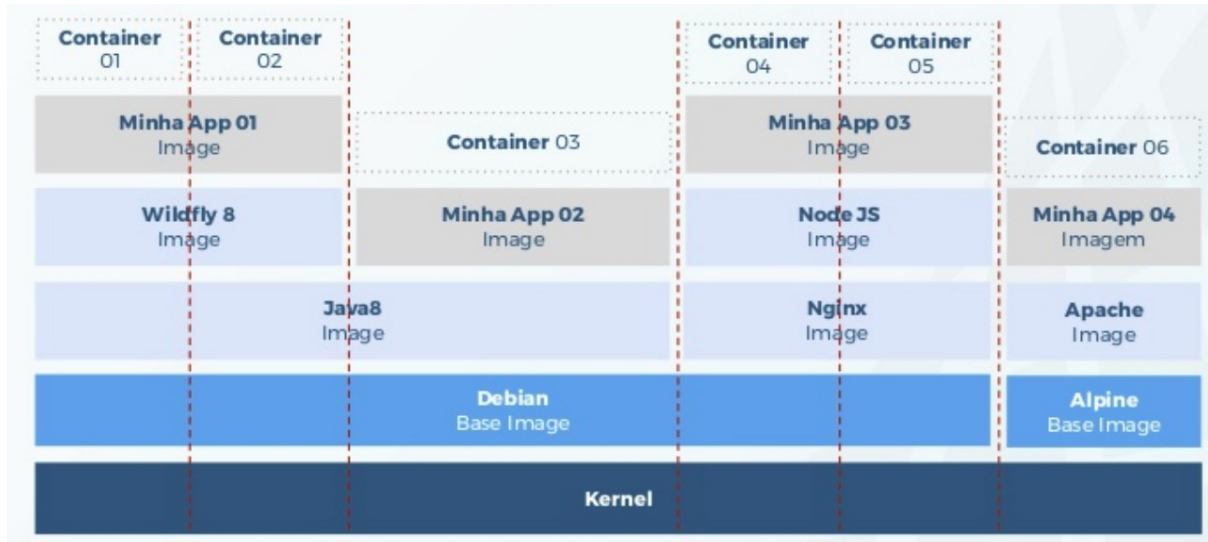 Container
01
Container
02
Container
04
Container
05
Minha App 01
Image
Container 03
Minha App 03
Image
Container 06
Wildfly 8
Image
Minha App 02
Image
Node JS
Image
Minha App 04
Imagem
Java8
Image
Nginx
Image
Apache
Image
Debian
Base Image
Alpine
Base Image
Kernel